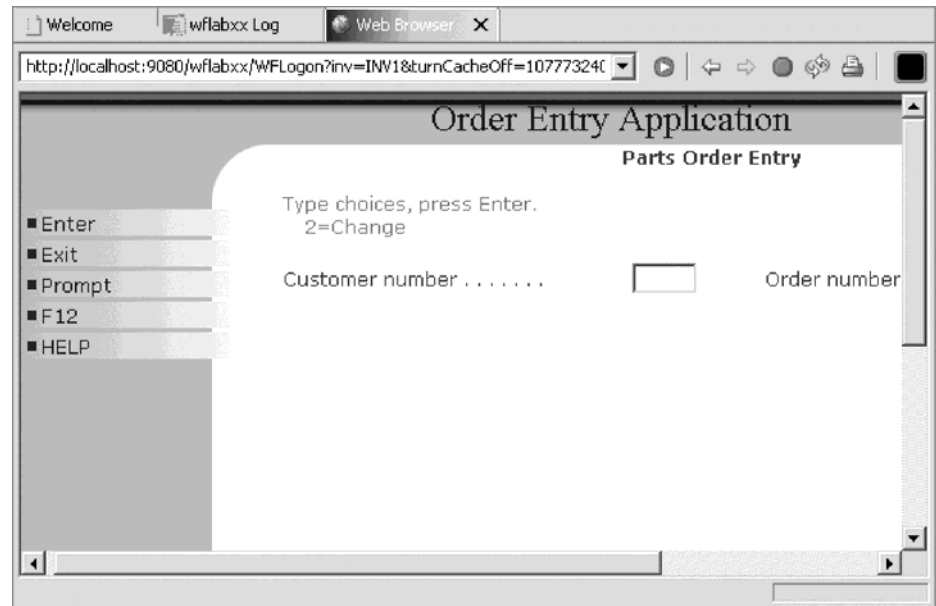 Welcome
wflabxx Log
Web Browser
http://localhost:9080/wflabxx/WFLogon?inv=INV1&turnCacheOff=10777324(
Order Entry Application
Parts Order Entry
Type choices, press Enter.
2=Change
Enter
Exit
Prompt
F12
HELP
Customer number . . . . . . .
Order number